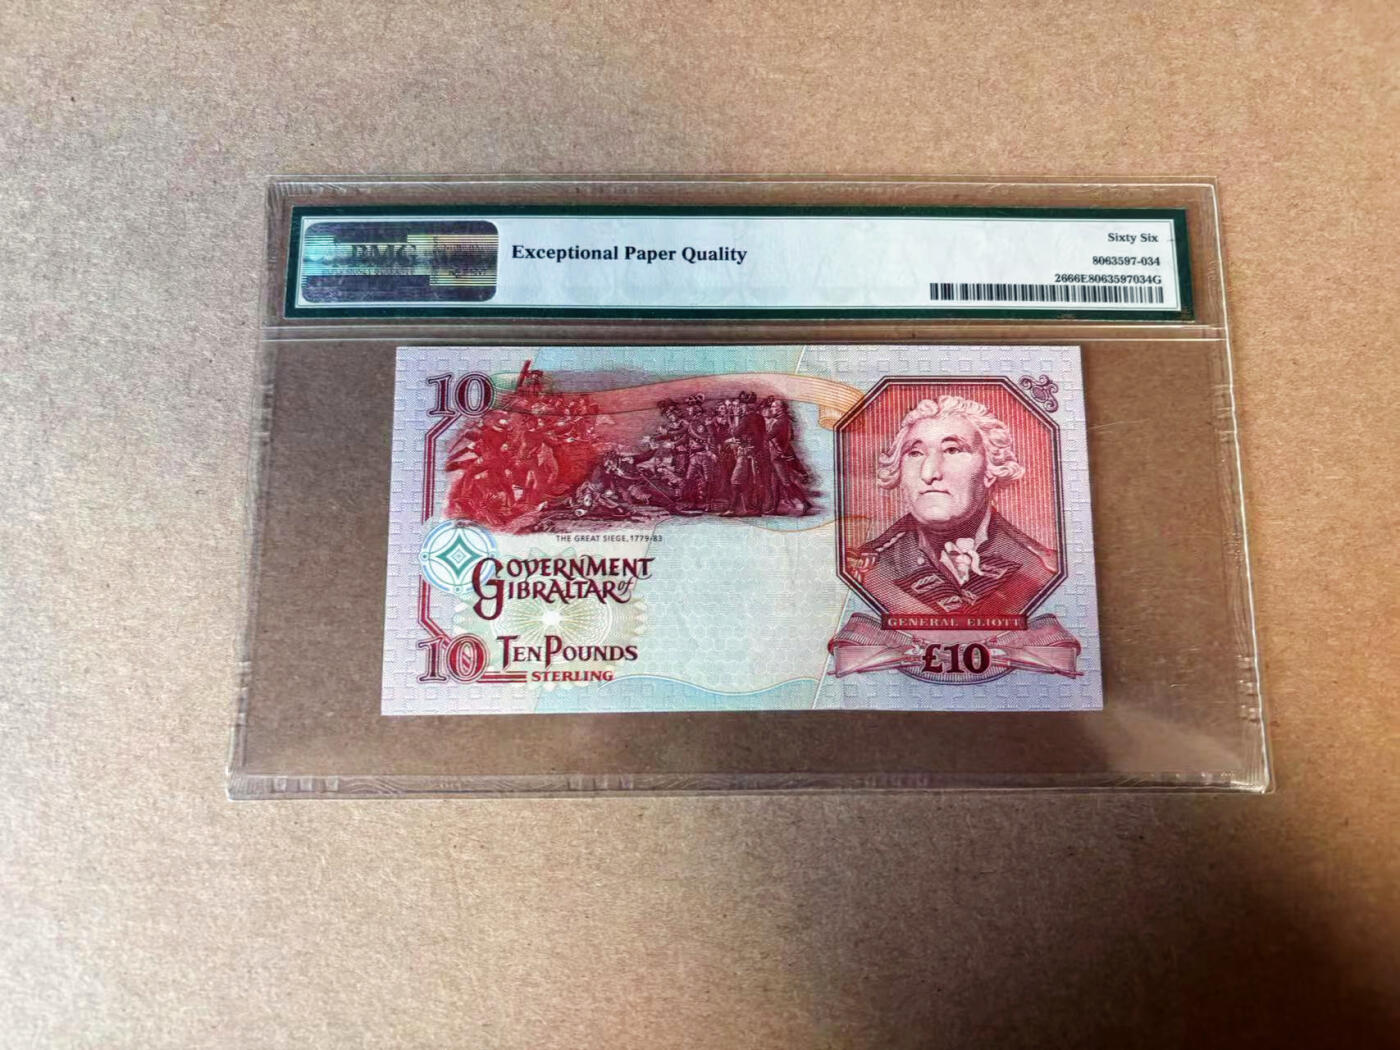 PMG
Exceptional Paper Quality
Sixty Six
8063597-034
2666E8063597034G
10
THE GREAT SIEGE, 1779-83
GOVERNMENT
of
GIBRALTAR
10 TEN POUNDS
STERLING
GENERAL ELIOTT
£10